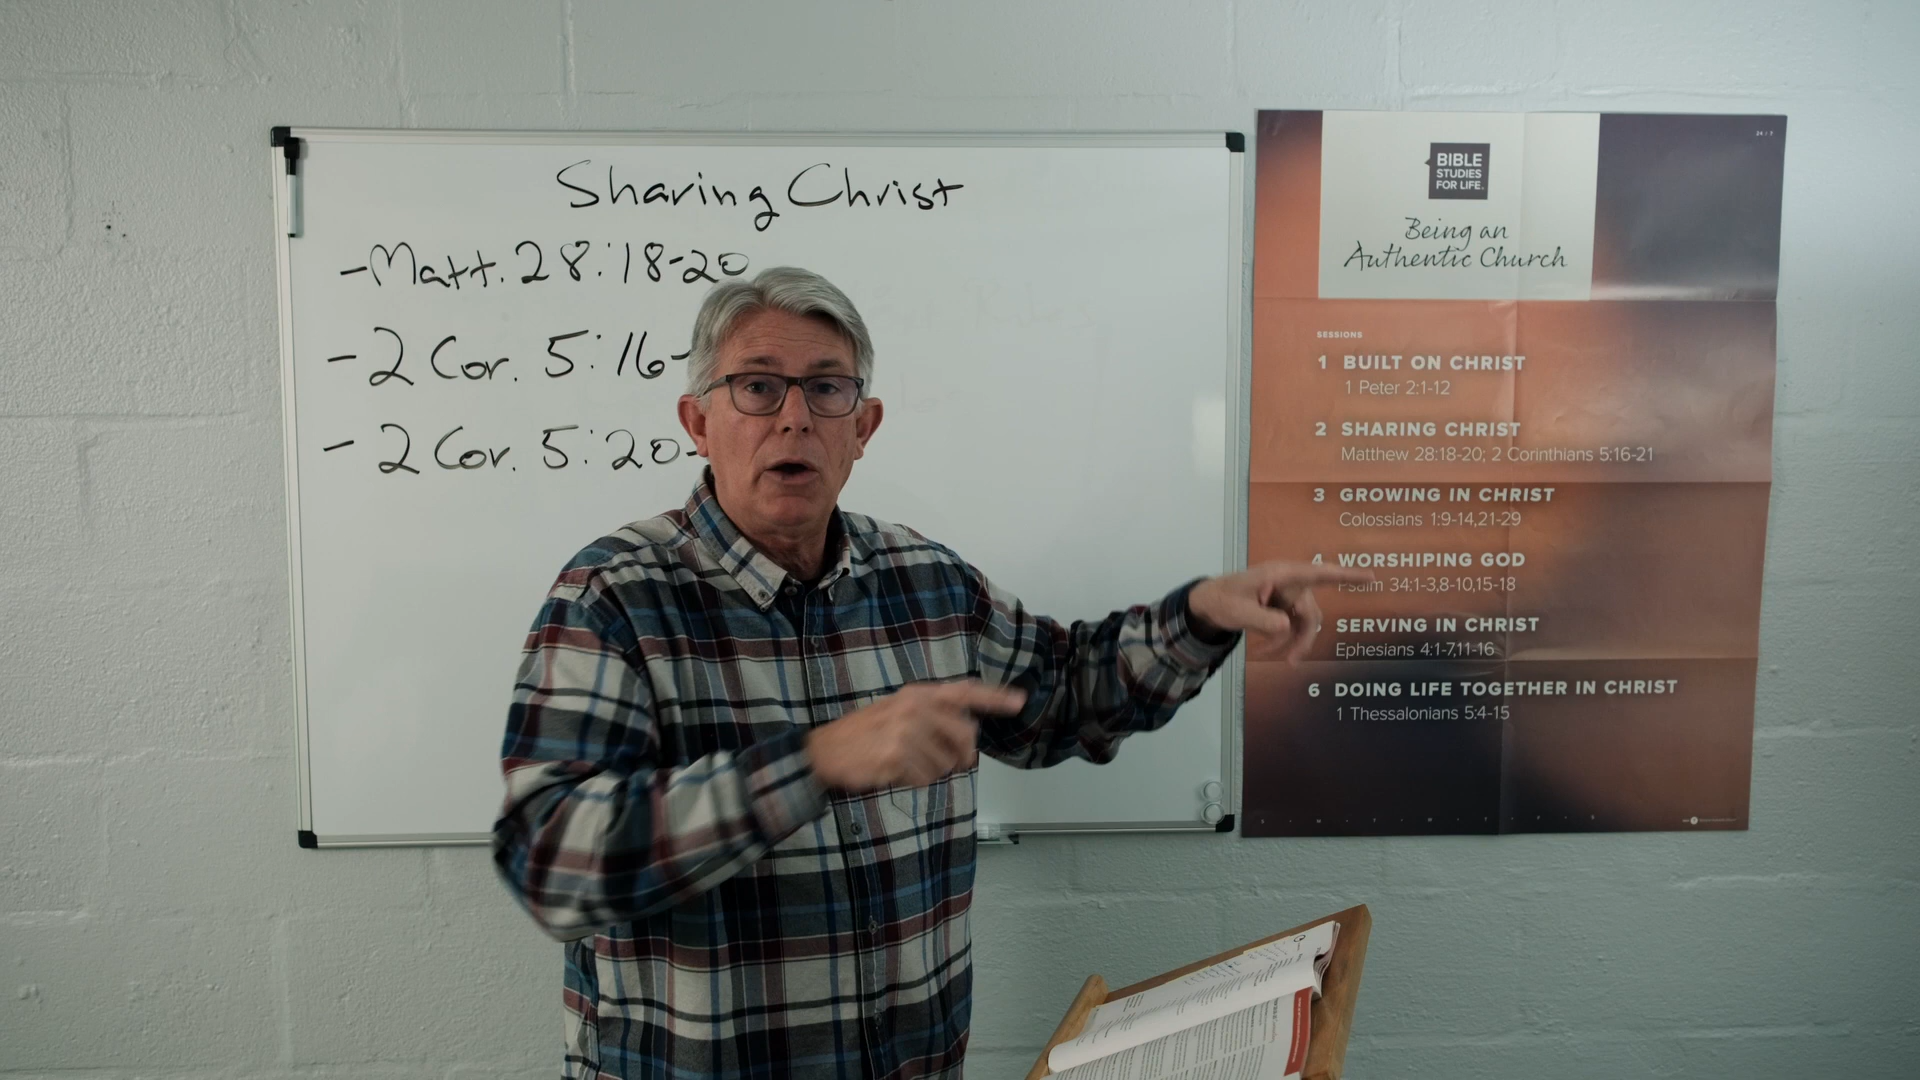 Sharing Christ
- Matt. 28:18-20
- 2 Cor. 5:16-
- 2 Cor. 5:20-
24 / 7
BIBLE
STUDIES
FOR LIFE.
Being an
Authentic Church
SESSIONS
1 BUILT ON CHRIST
1 Peter 2:1-12
2 SHARING CHRIST
Matthew 28:18-20; 2 Corinthians 5:16-21
3 GROWING IN CHRIST
Colossians 1:9-14,21-29
4 WORSHIPING GOD
Psalm 34:1-3,8-10,15-18
SERVING IN CHRIST
Ephesians 4:1-7,11-16
6 DOING LIFE TOGETHER IN CHRIST
1 Thessalonians 5:4-15